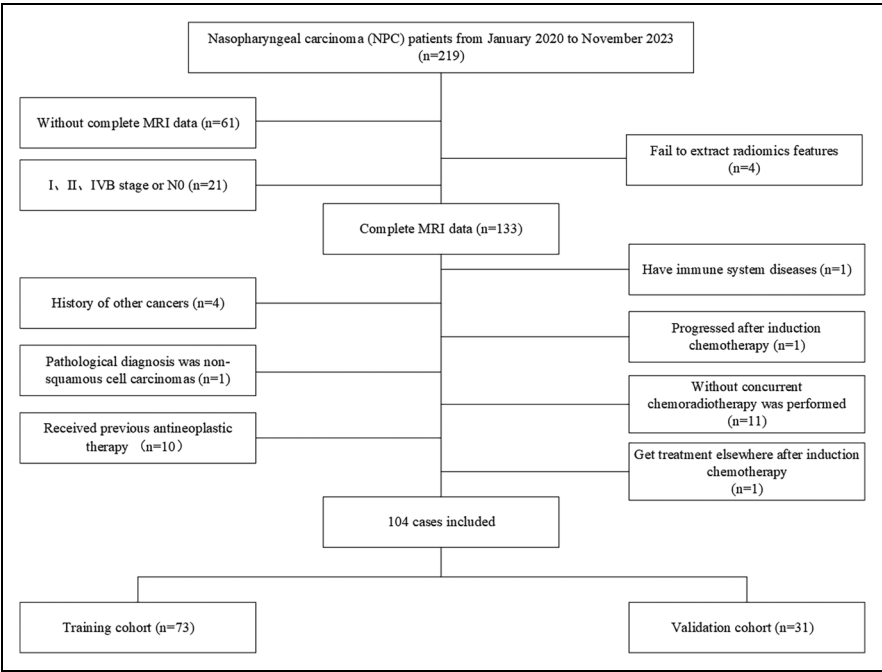 Nasopharyngeal carcinoma (NPC) patients from January 2020 to November 2023
(n=219)
Without complete MRI data (n=61)
Fail to extract radiomics features
(n=4)
I、II、IVB stage or N0 (n=21)
Complete MRI data (n=133)
Have immune system diseases (n=1)
History of other cancers (n=4)
Progressed after induction
chemotherapy (n=1)
Pathological diagnosis was non-
squamous cell carcinomas (n=1)
Without concurrent
chemoradiotherapy was performed
(n=11)
Received previous antineoplastic
therapy （n=10）
Get treatment elsewhere after induction
chemotherapy
(n=1)
104 cases included
Training cohort (n=73)
Validation cohort (n=31)